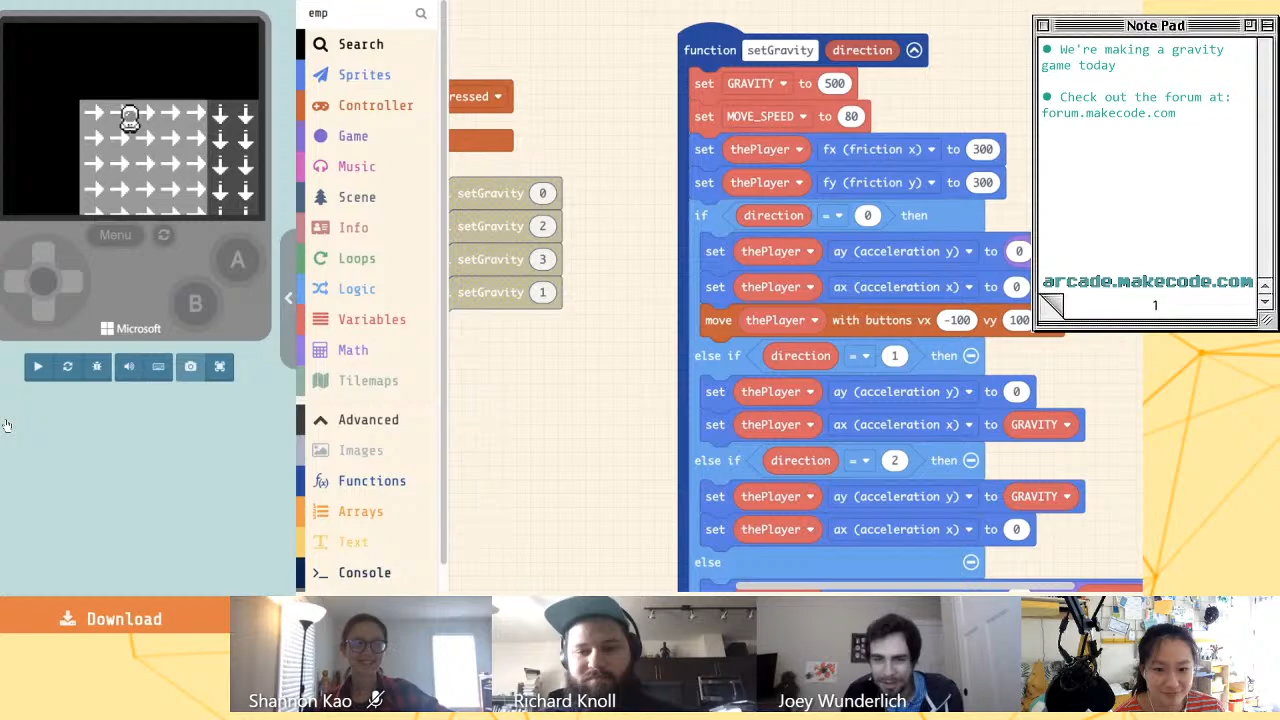 Menu
A
B
Microsoft
Download
emp
Search
Sprites
Controller
Game
Music
Scene
Info
Loops
Logic
Variables
Math
Tilemaps
Advanced
Images
Functions
Arrays
Text
Console
ressed
setGravity 0
setGravity 2
setGravity 3
setGravity 1
function setGravity direction
set GRAVITY to 500
set MOVE_SPEED to 80
set thePlayer fx (friction x) to 300
set thePlayer fy (friction y) to 300
if direction = 0 then
set thePlayer ay (acceleration y) to 0
set thePlayer ax (acceleration x) to 0
move thePlayer with buttons vx -100 vy 100
else if direction = 1 then
set thePlayer ay (acceleration y) to 0
set thePlayer ax (acceleration x) to GRAVITY
else if direction = 2 then
set thePlayer ay (acceleration y) to GRAVITY
set thePlayer ax (acceleration x) to 0
else
Note Pad
● We're making a gravity
game today
● Check out the forum at:
forum.makecode.com
arcade.makecode.com
1
Shannon Kao
Richard Knoll
Joey Wunderlich